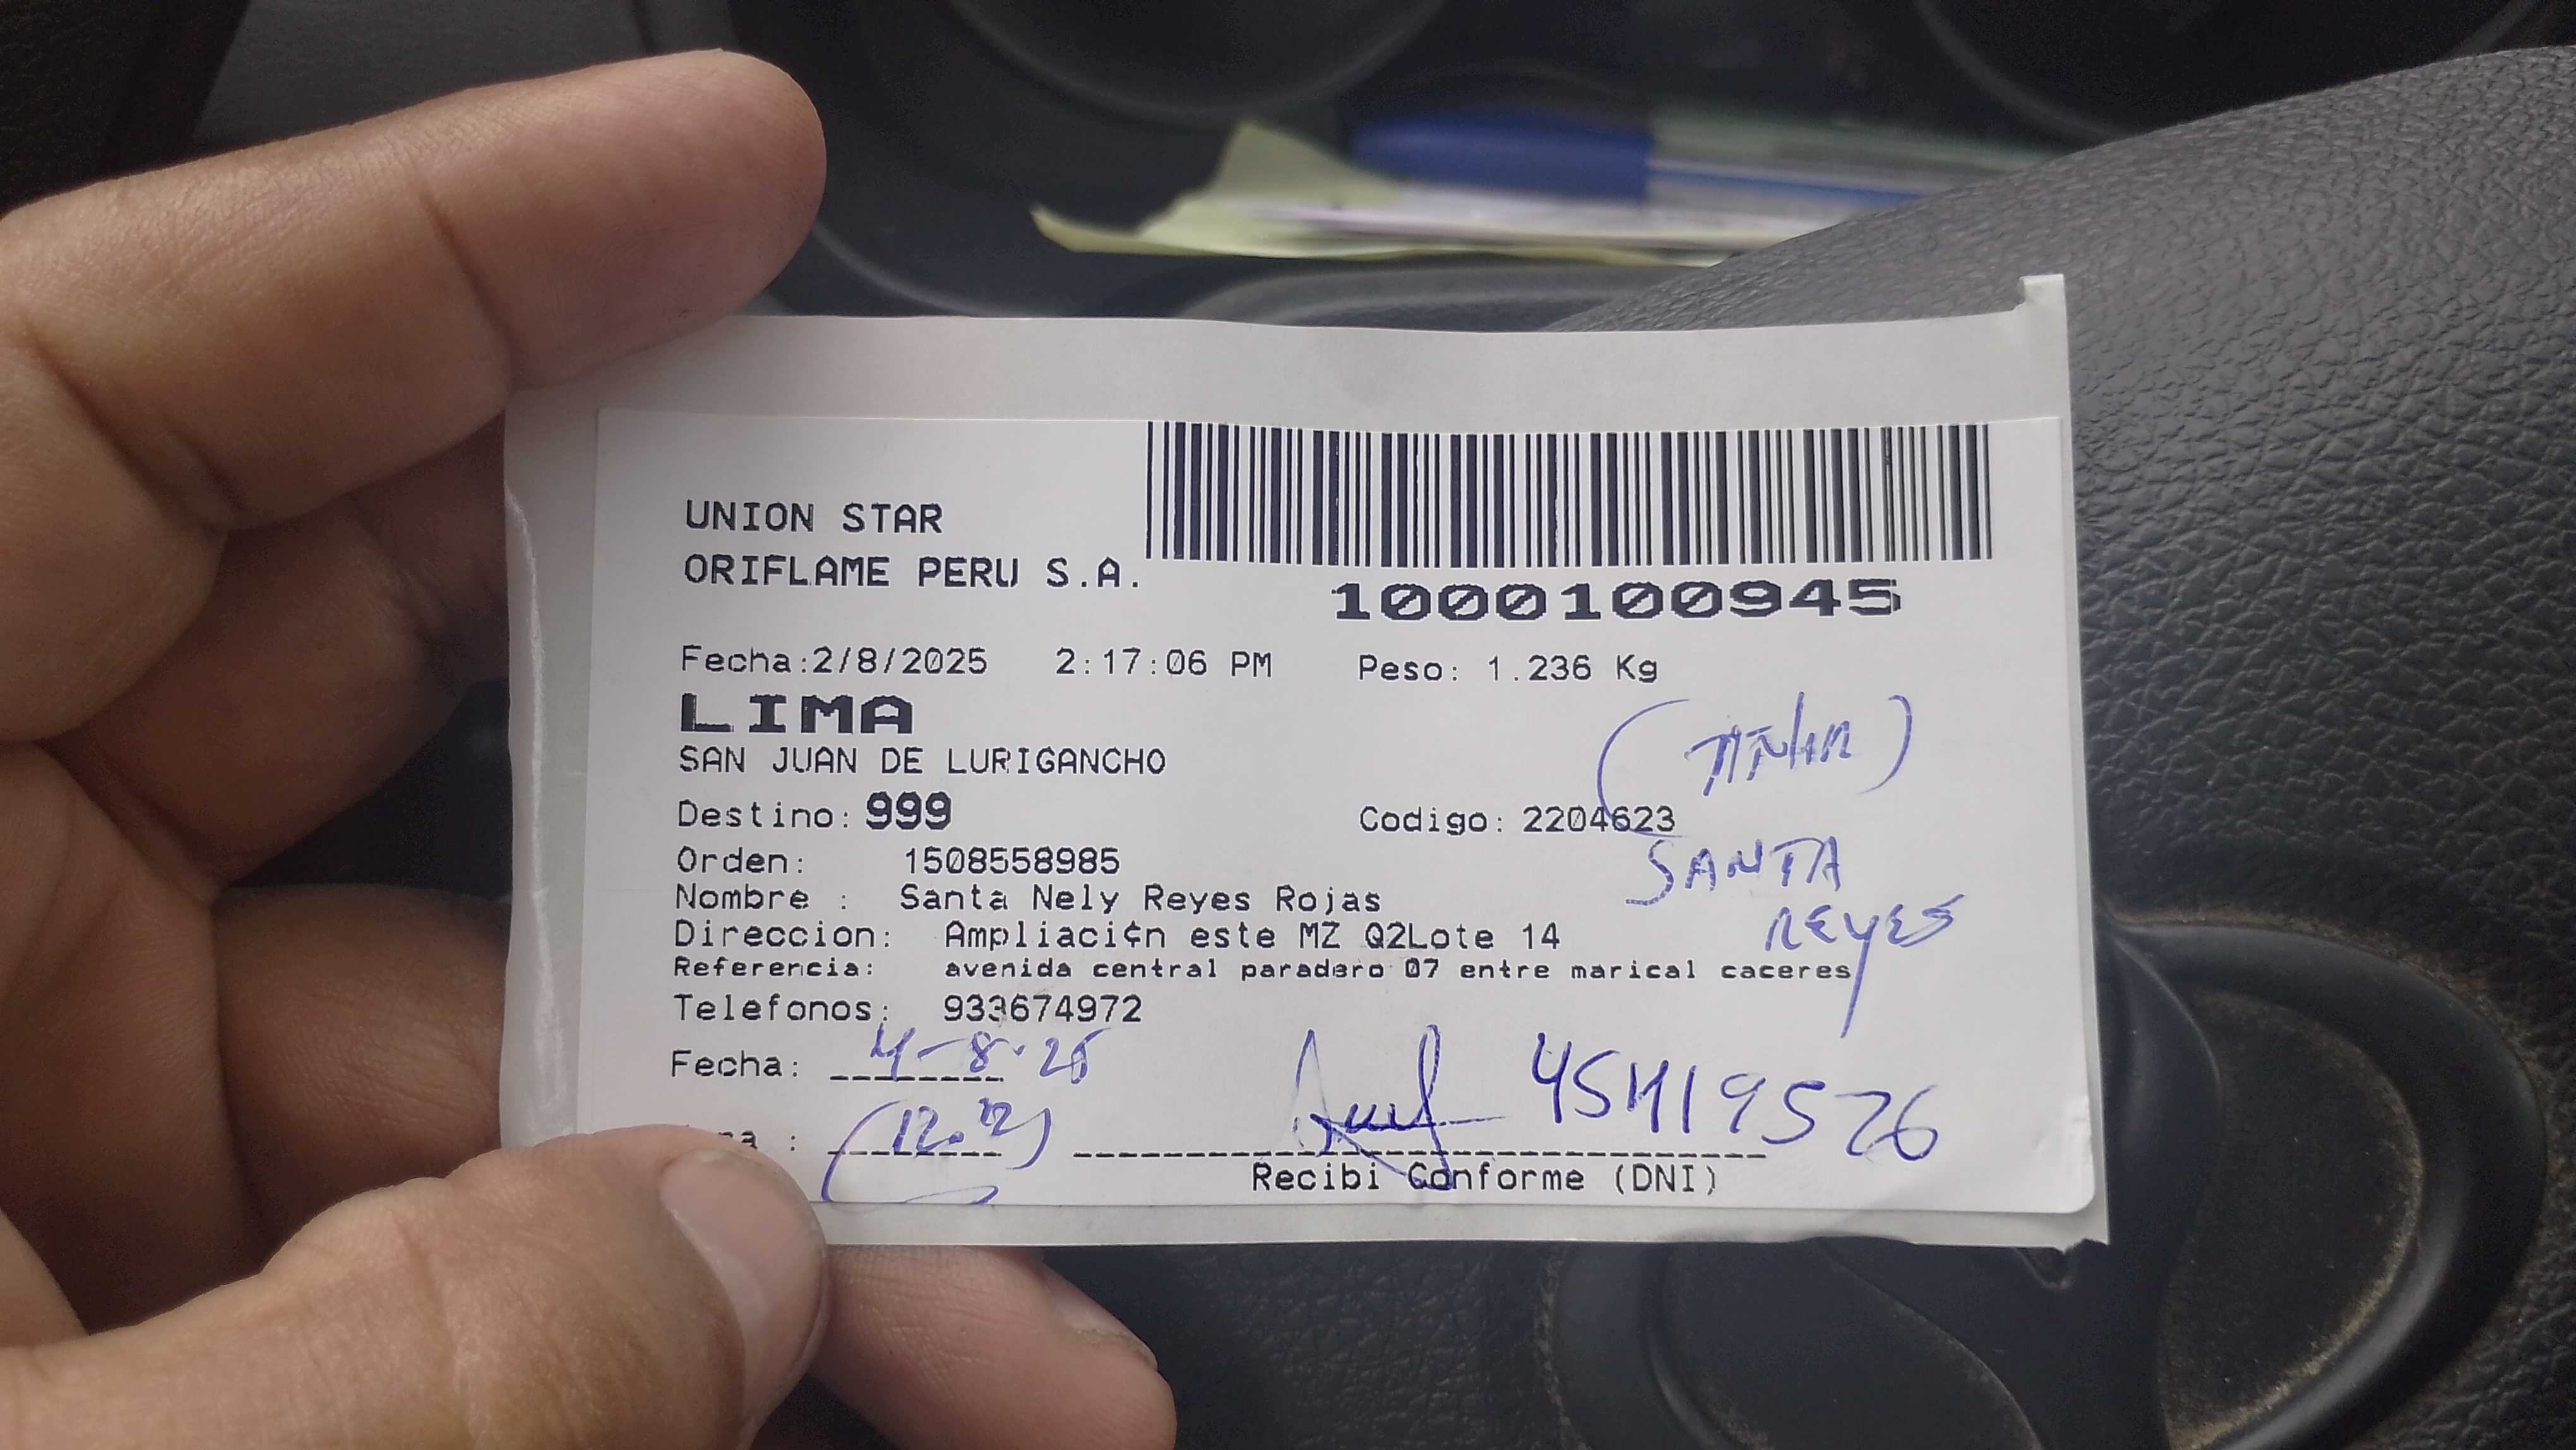 UNION STAR
ORIFLAME PERU S.A.
1000100945
Fecha:2/8/2025 2:17:06 PM Peso: 1.236 Kg
LIMA
SAN JUAN DE LURIGANCHO
Destino: 999 Codigo: 2204623
Orden: 1508558985
SANTA
Nombre : Santa Nely Reyes Rojas
REYES
Direccion: Ampliaci¢n este MZ Q2Lote 14
Referencia: avenida central paradero 07 entre marical caceres
Telefonos: 933674972
Fecha: 4-8-25
Recibi Conforme (DNI)